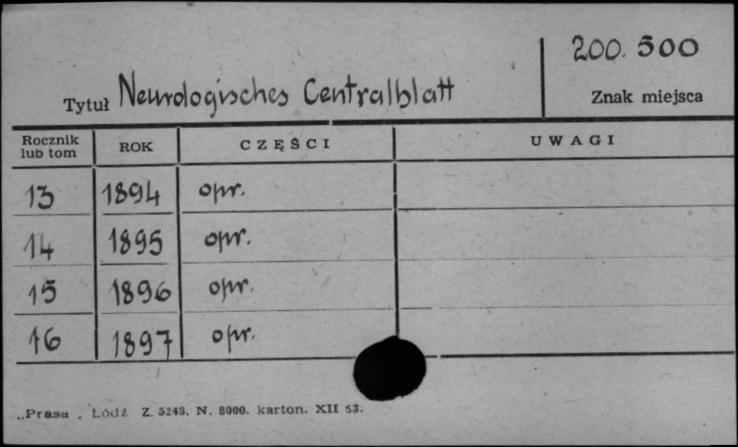 200.500
Tytuł Neurologisches Centralblatt
Znak miejsca
Rocznik lub tom ROK CZĘŚCI UWAGI
13 1894 opr.
14 1895 opr.
15 1896 opr.
16 1897 opr.
„Prasa". Łódź Z. 5248. N. 8000. karton. XII 53.